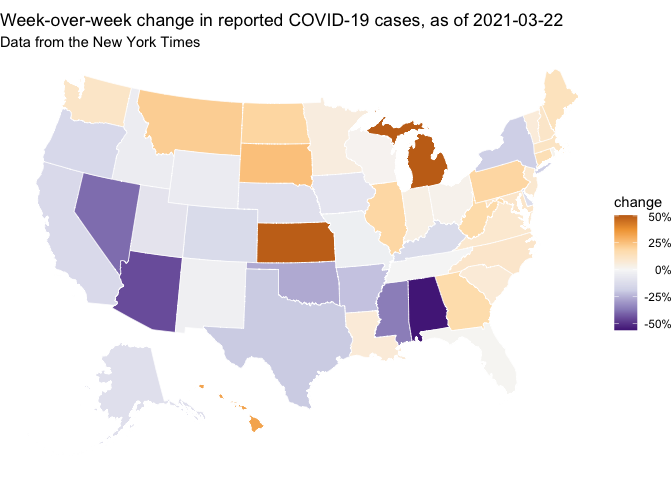 Week-over-week change in reported COVID-19 cases, as of 2021-03-22
Data from the New York Times
change
50%
25%
0%
-25%
-50%